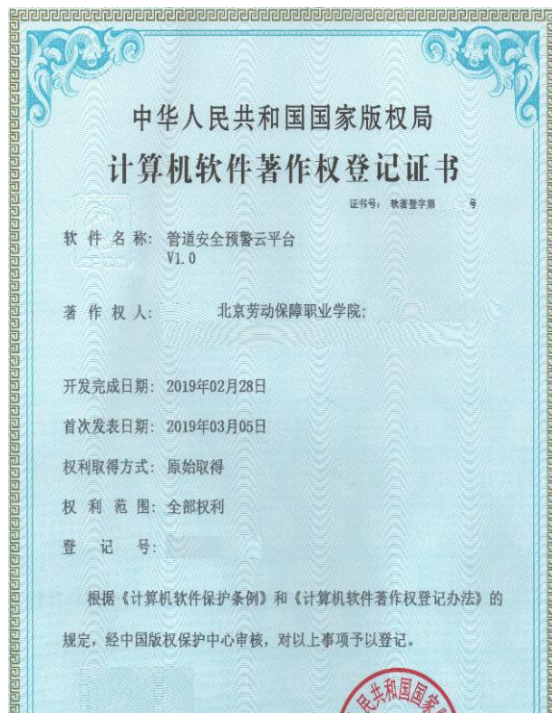 中华人民共和国国家版权局
计算机软件著作权登记证书
证书号： 软著登字第 号
软件名称： 管道安全预警云平台
V1.0
著作权人： 北京劳动保障职业学院；
开发完成日期： 2019年02月28日
首次发表日期： 2019年03月05日
权利取得方式： 原始取得
权利范围： 全部权利
登记号：
根据《计算机软件保护条例》和《计算机软件著作权登记办法》的
规定，经中国版权保护中心审核，对以上事项予以登记。
民共和国国家